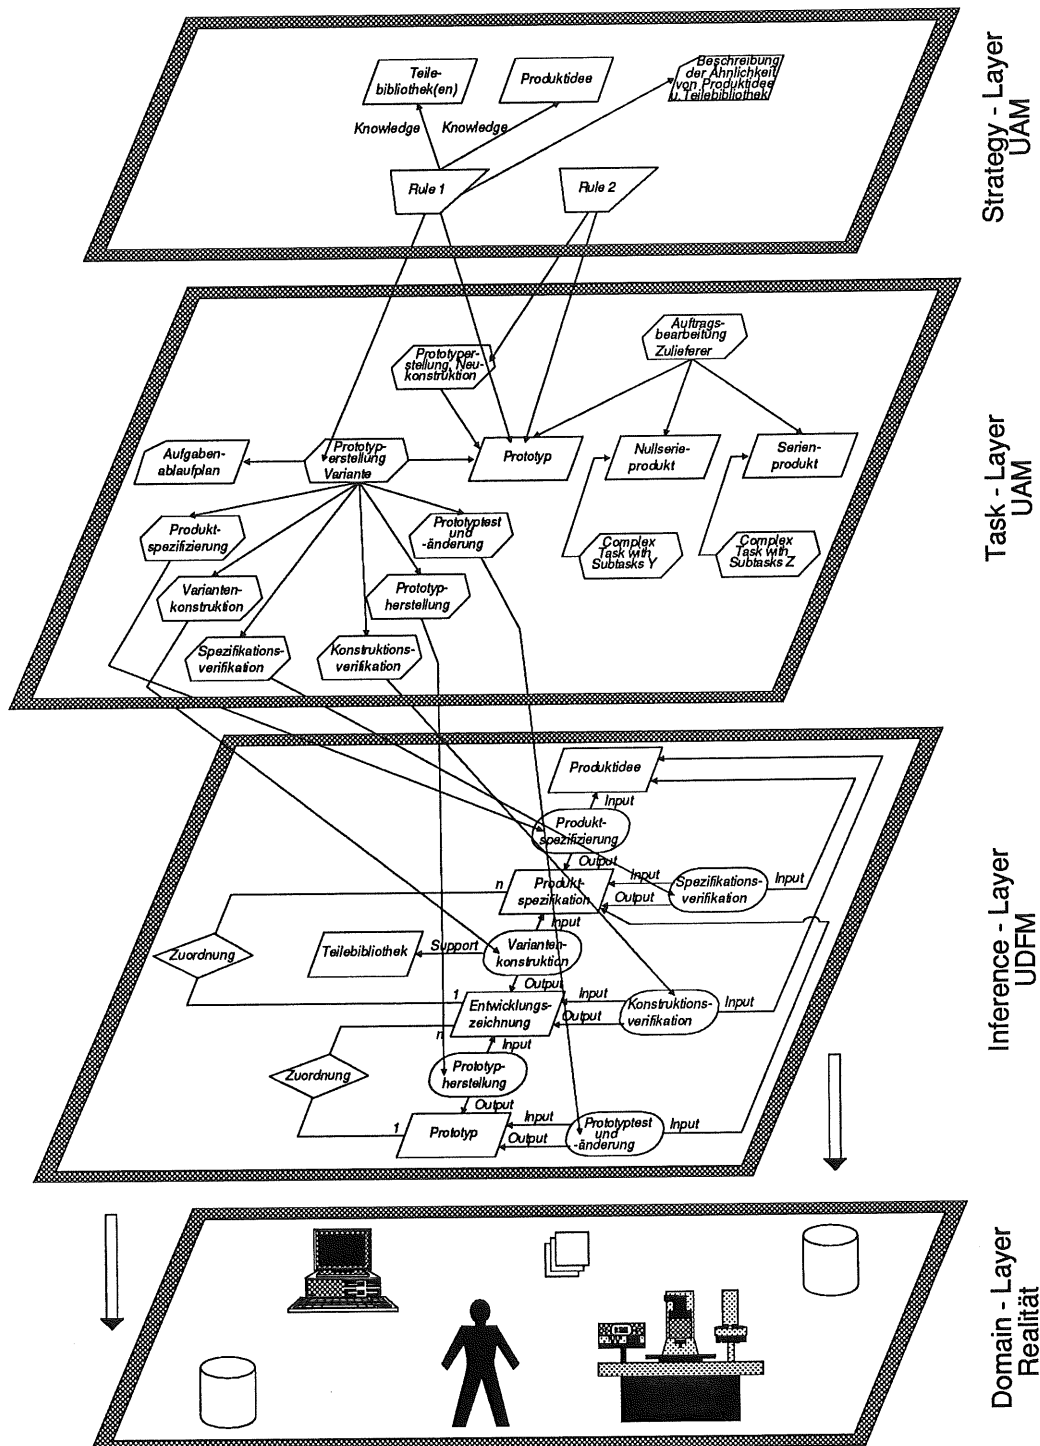 Strategy - Layer
UAM
Teile-
bibliothek(en)
Produktidee
Beschreibung
der Ähnlichkeit
von Produktidee
u. Teilebibliothek
Knowledge
Knowledge
Rule 1
Rule 2
Task - Layer
UAM
Auftrags-
bearbeitung
Zulieferer
Prototyper-
stellung, Neu-
konstruktion
Aufgaben-
ablaufplan
Prototyp-
erstellung
Variante
Prototyp
Nullserie-
produkt
Serien-
produkt
Produkt-
spezifizierung
Prototyptest
und
-änderung
Complex
Task with
Subtasks Y
Complex
Task with
Subtasks Z
Varianten-
konstruktion
Prototyp-
herstellung
Spezifikations-
verifikation
Konstruktions-
verifikation
Inference - Layer
UDFM
Produktidee
Input
Produkt-
spezifizierung
Output
n
Produkt-
spezifikation
Input
Output
Spezifikations-
verifikation
Input
Input
Zuordnung
Teilebibliothek
Support
Varianten-
konstruktion
Output
1
Entwicklungs-
zeichnung
Input
Output
Konstruktions-
verifikation
Input
n
Input
Zuordnung
Prototyp-
herstellung
Output
1
Prototyp
Input
Output
Prototyptest
und
-änderung
Input
Domain - Layer
Realität